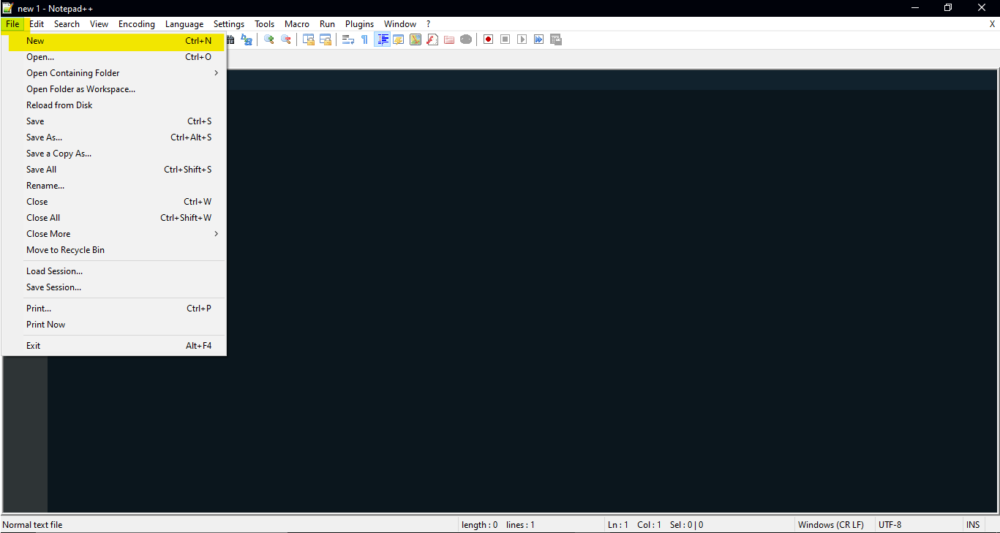 new 1 - Notepad++
File Edit Search View Encoding Language Settings Tools Macro Run Plugins Window ? X
New Ctrl+N
Open... Ctrl+O
Open Containing Folder
Open Folder as Workspace...
Reload from Disk
Save Ctrl+S
Save As... Ctrl+Alt+S
Save a Copy As...
Save All Ctrl+Shift+S
Rename...
Close Ctrl+W
Close All Ctrl+Shift+W
Close More
Move to Recycle Bin
Load Session...
Save Session...
Print... Ctrl+P
Print Now
Exit Alt+F4
Normal text file length : 0 lines : 1 Ln : 1 Col : 1 Sel : 0 | 0 Windows (CR LF) UTF-8 INS